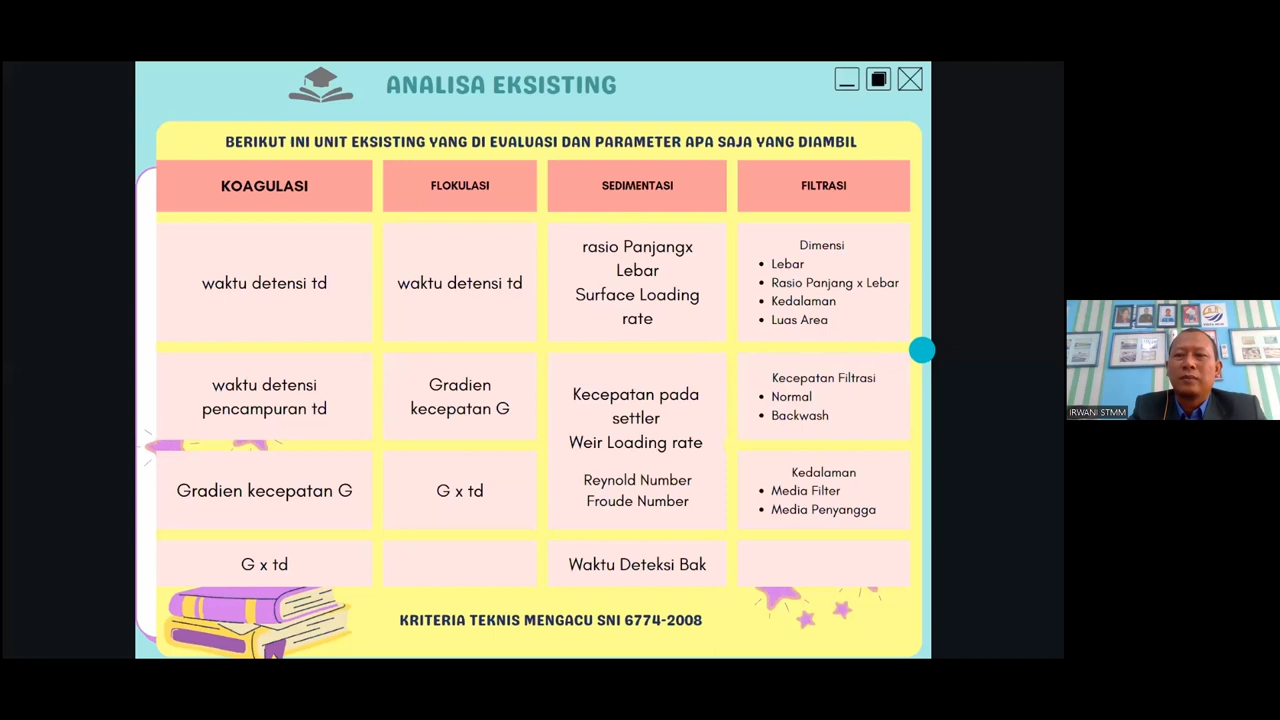 ANALISA EKSISTING
BERIKUT INI UNIT EKSISTING YANG DI EVALUASI DAN PARAMETER APA SAJA YANG DIAMBIL
KOAGULASI
FLOKULASI
SEDIMENTASI
FILTRASI
waktu detensi td
waktu detensi td
rasio Panjangx
Lebar
Surface Loading
rate
Dimensi
• Lebar
• Rasio Panjang x Lebar
• Kedalaman
• Luas Area
waktu detensi
pencampuran td
Gradien
kecepatan G
Kecepatan pada
settler
Weir Loading rate
Kecepatan Filtrasi
• Normal
• Backwash
Gradien kecepatan G
G x td
Reynold Number
Froude Number
Kedalaman
• Media Filter
• Media Penyangga
G x td
Waktu Deteksi Bak
KRITERIA TEKNIS MENGACU SNI 6774-2008
IRWANI STMM